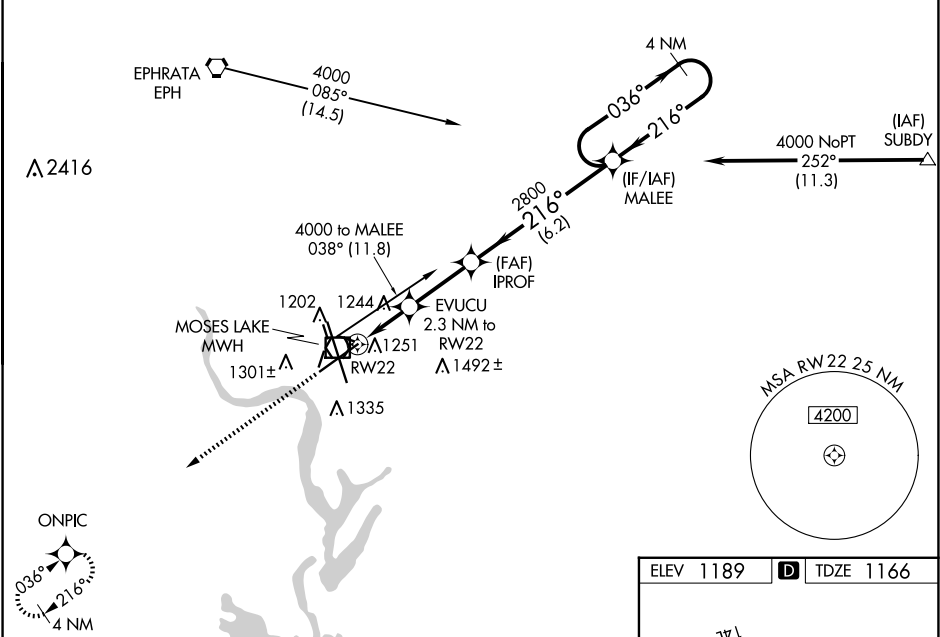 4 NM
EPHRATA
EPH
4000
085°
(14.5)
036°
216°
(IAF)
SUBDY
4000 NoPT
252°
(11.3)
2416
(IF/IAF)
MALEE
2800
216°
(6.2)
4000 to MALEE
038° (11.8)
(FAF)
IPROF
1202
1244
EVUCU
2.3 NM to
RW22
MOSES LAKE
MWH
1251
1301±
RW22
1492±
1335
MSA RW22 25 NM
4200
ONPIC
036°
216°
4 NM
ELEV 1189 D TDZE 1166
14L